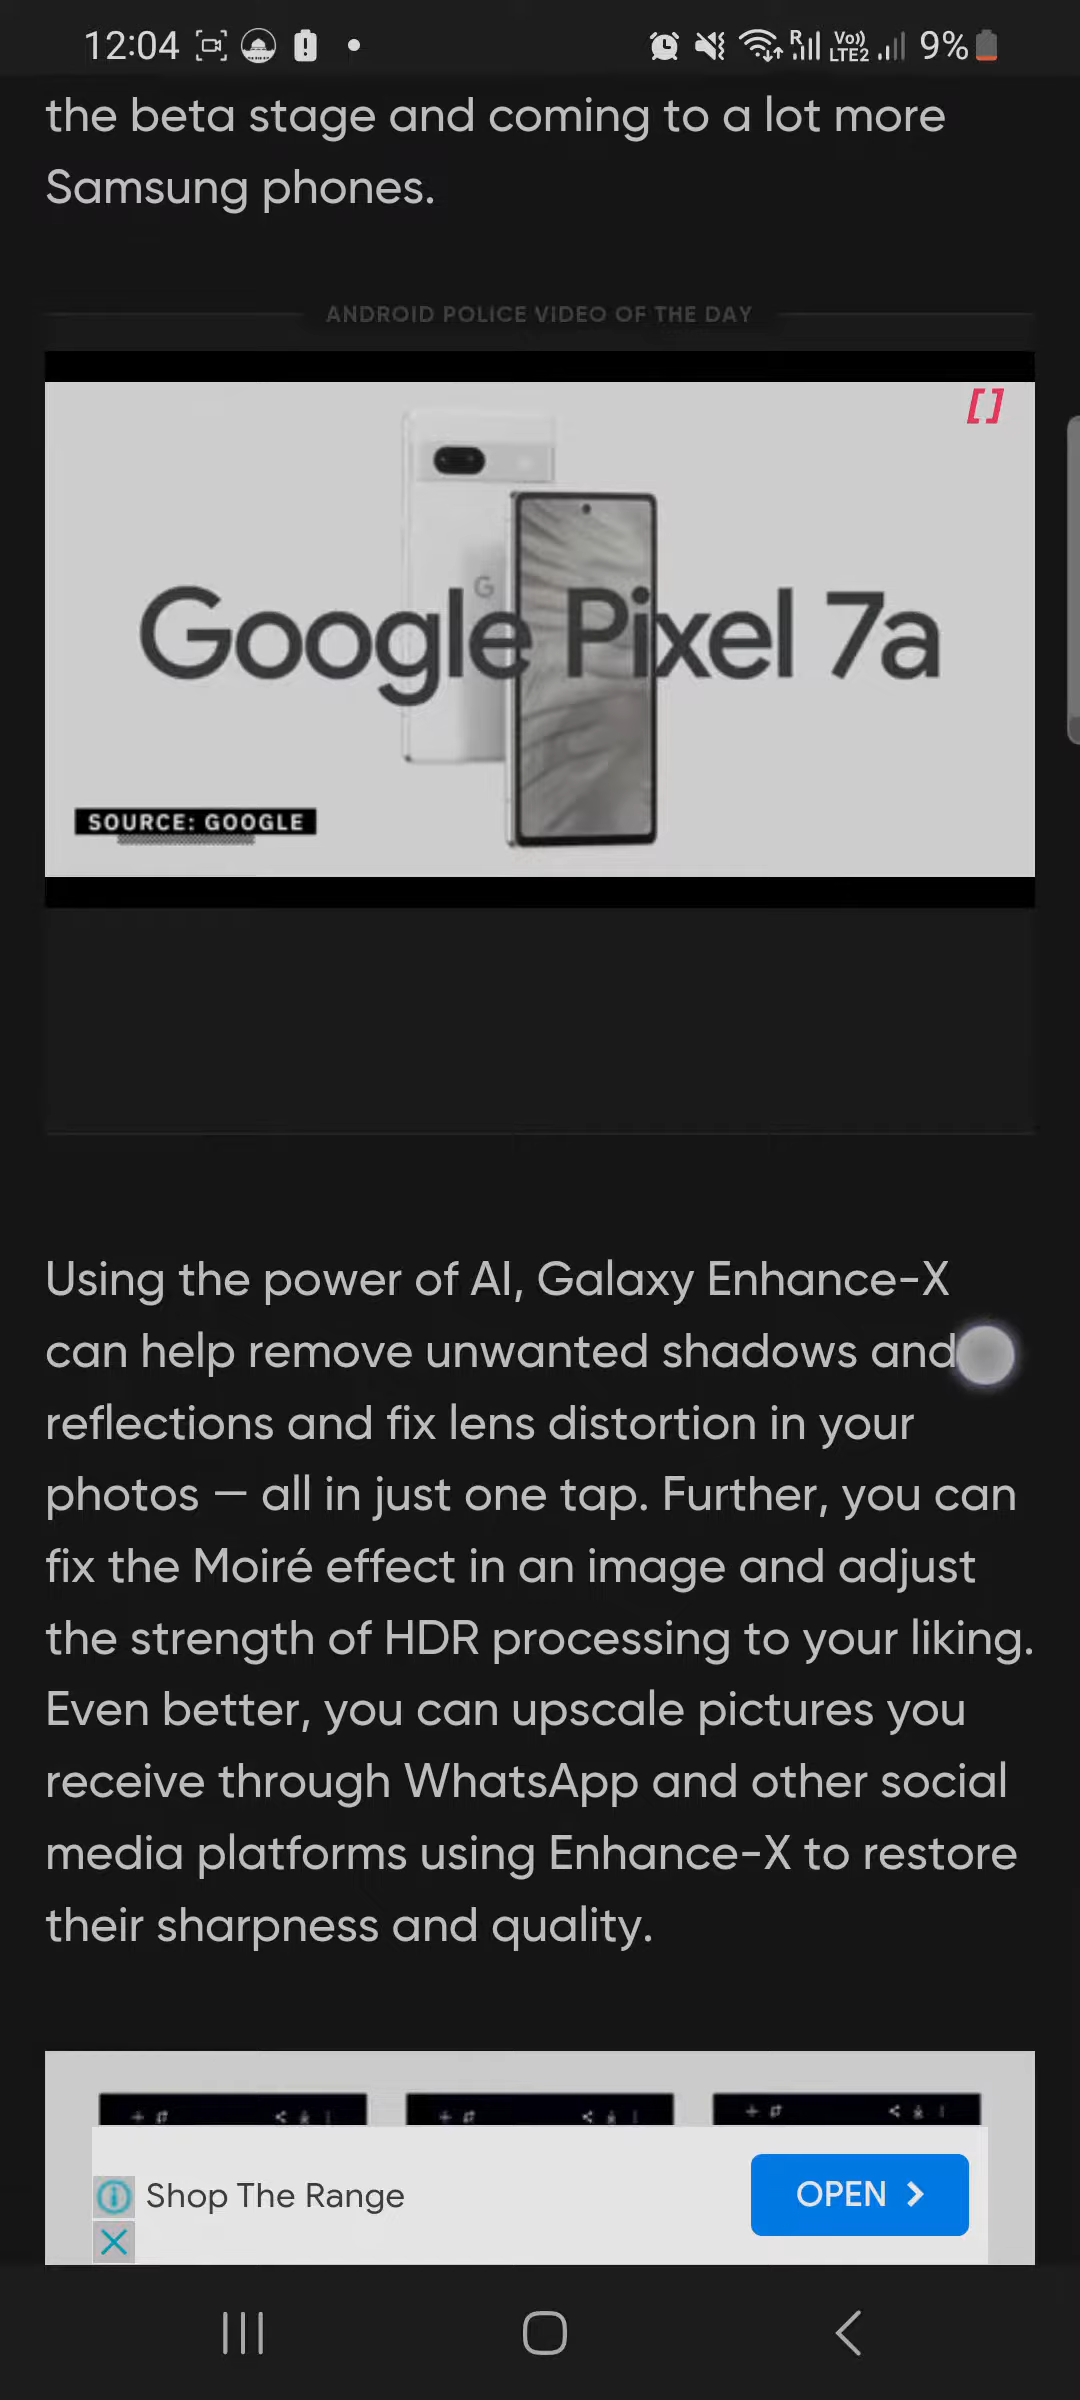 12:04
R Vo)) LTE2 9%
the beta stage and coming to a lot more
Samsung phones.
ANDROID POLICE VIDEO OF THE DAY
[]
G
Google Pixel 7a
SOURCE: GOOGLE
Using the power of AI, Galaxy Enhance-X
can help remove unwanted shadows and
reflections and fix lens distortion in your
photos — all in just one tap. Further, you can
fix the Moiré effect in an image and adjust
the strength of HDR processing to your liking.
Even better, you can upscale pictures you
receive through WhatsApp and other social
media platforms using Enhance-X to restore
their sharpness and quality.
Shop The Range
OPEN